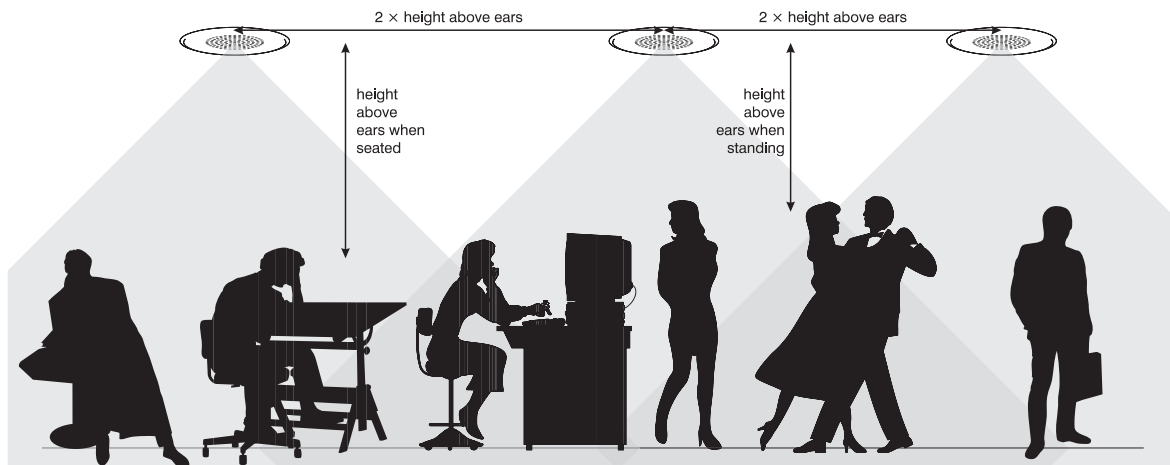 2 × height above ears
2 × height above ears
height
above
ears when
seated
height
above
ears when
standing